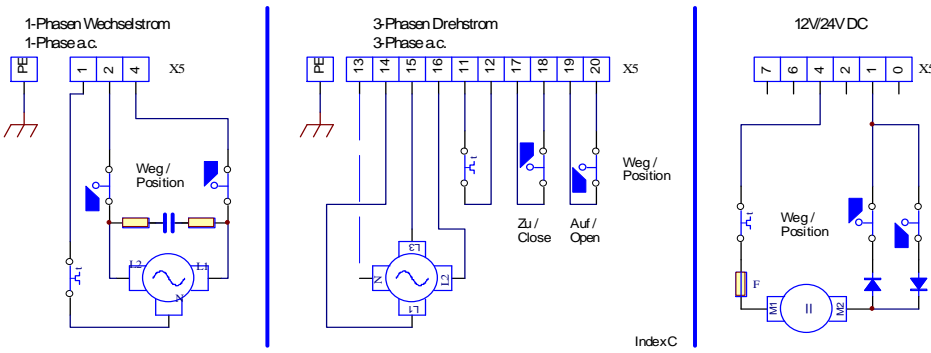 1-Phasen Wechselstrom
1-Phase a.c.
PE
1 2 4
X5
Weg /
Position
L2
L1
N
3-Phasen Drehstrom
3-Phase a.c.
PE
13 14 15 16 11 12 17 18 19 20
X5
Weg /
Position
Zu /
Close
Auf /
Open
L3
N
L2
L1
Index C
12V/24V DC
7 6 4 2 1 0
X5
Weg /
Position
F
M1
II
M2